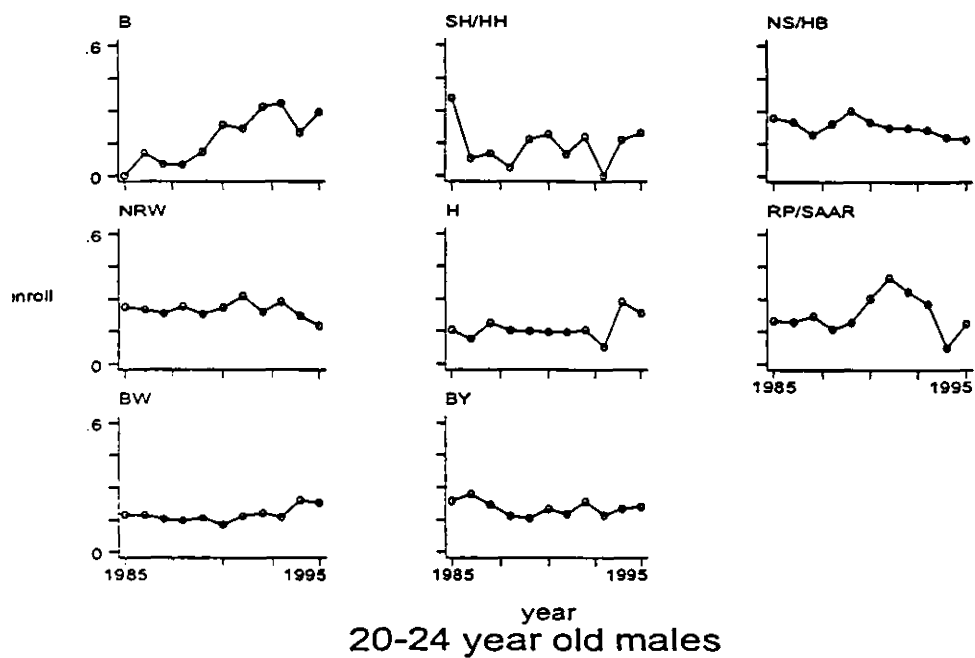 B SH/HH NS/HB
.6
0
NRW H RP/SAAR
.6
nroll
0
1985 1995
BW BY
.6
0
1985 1995 1985 1995
year
20-24 year old males